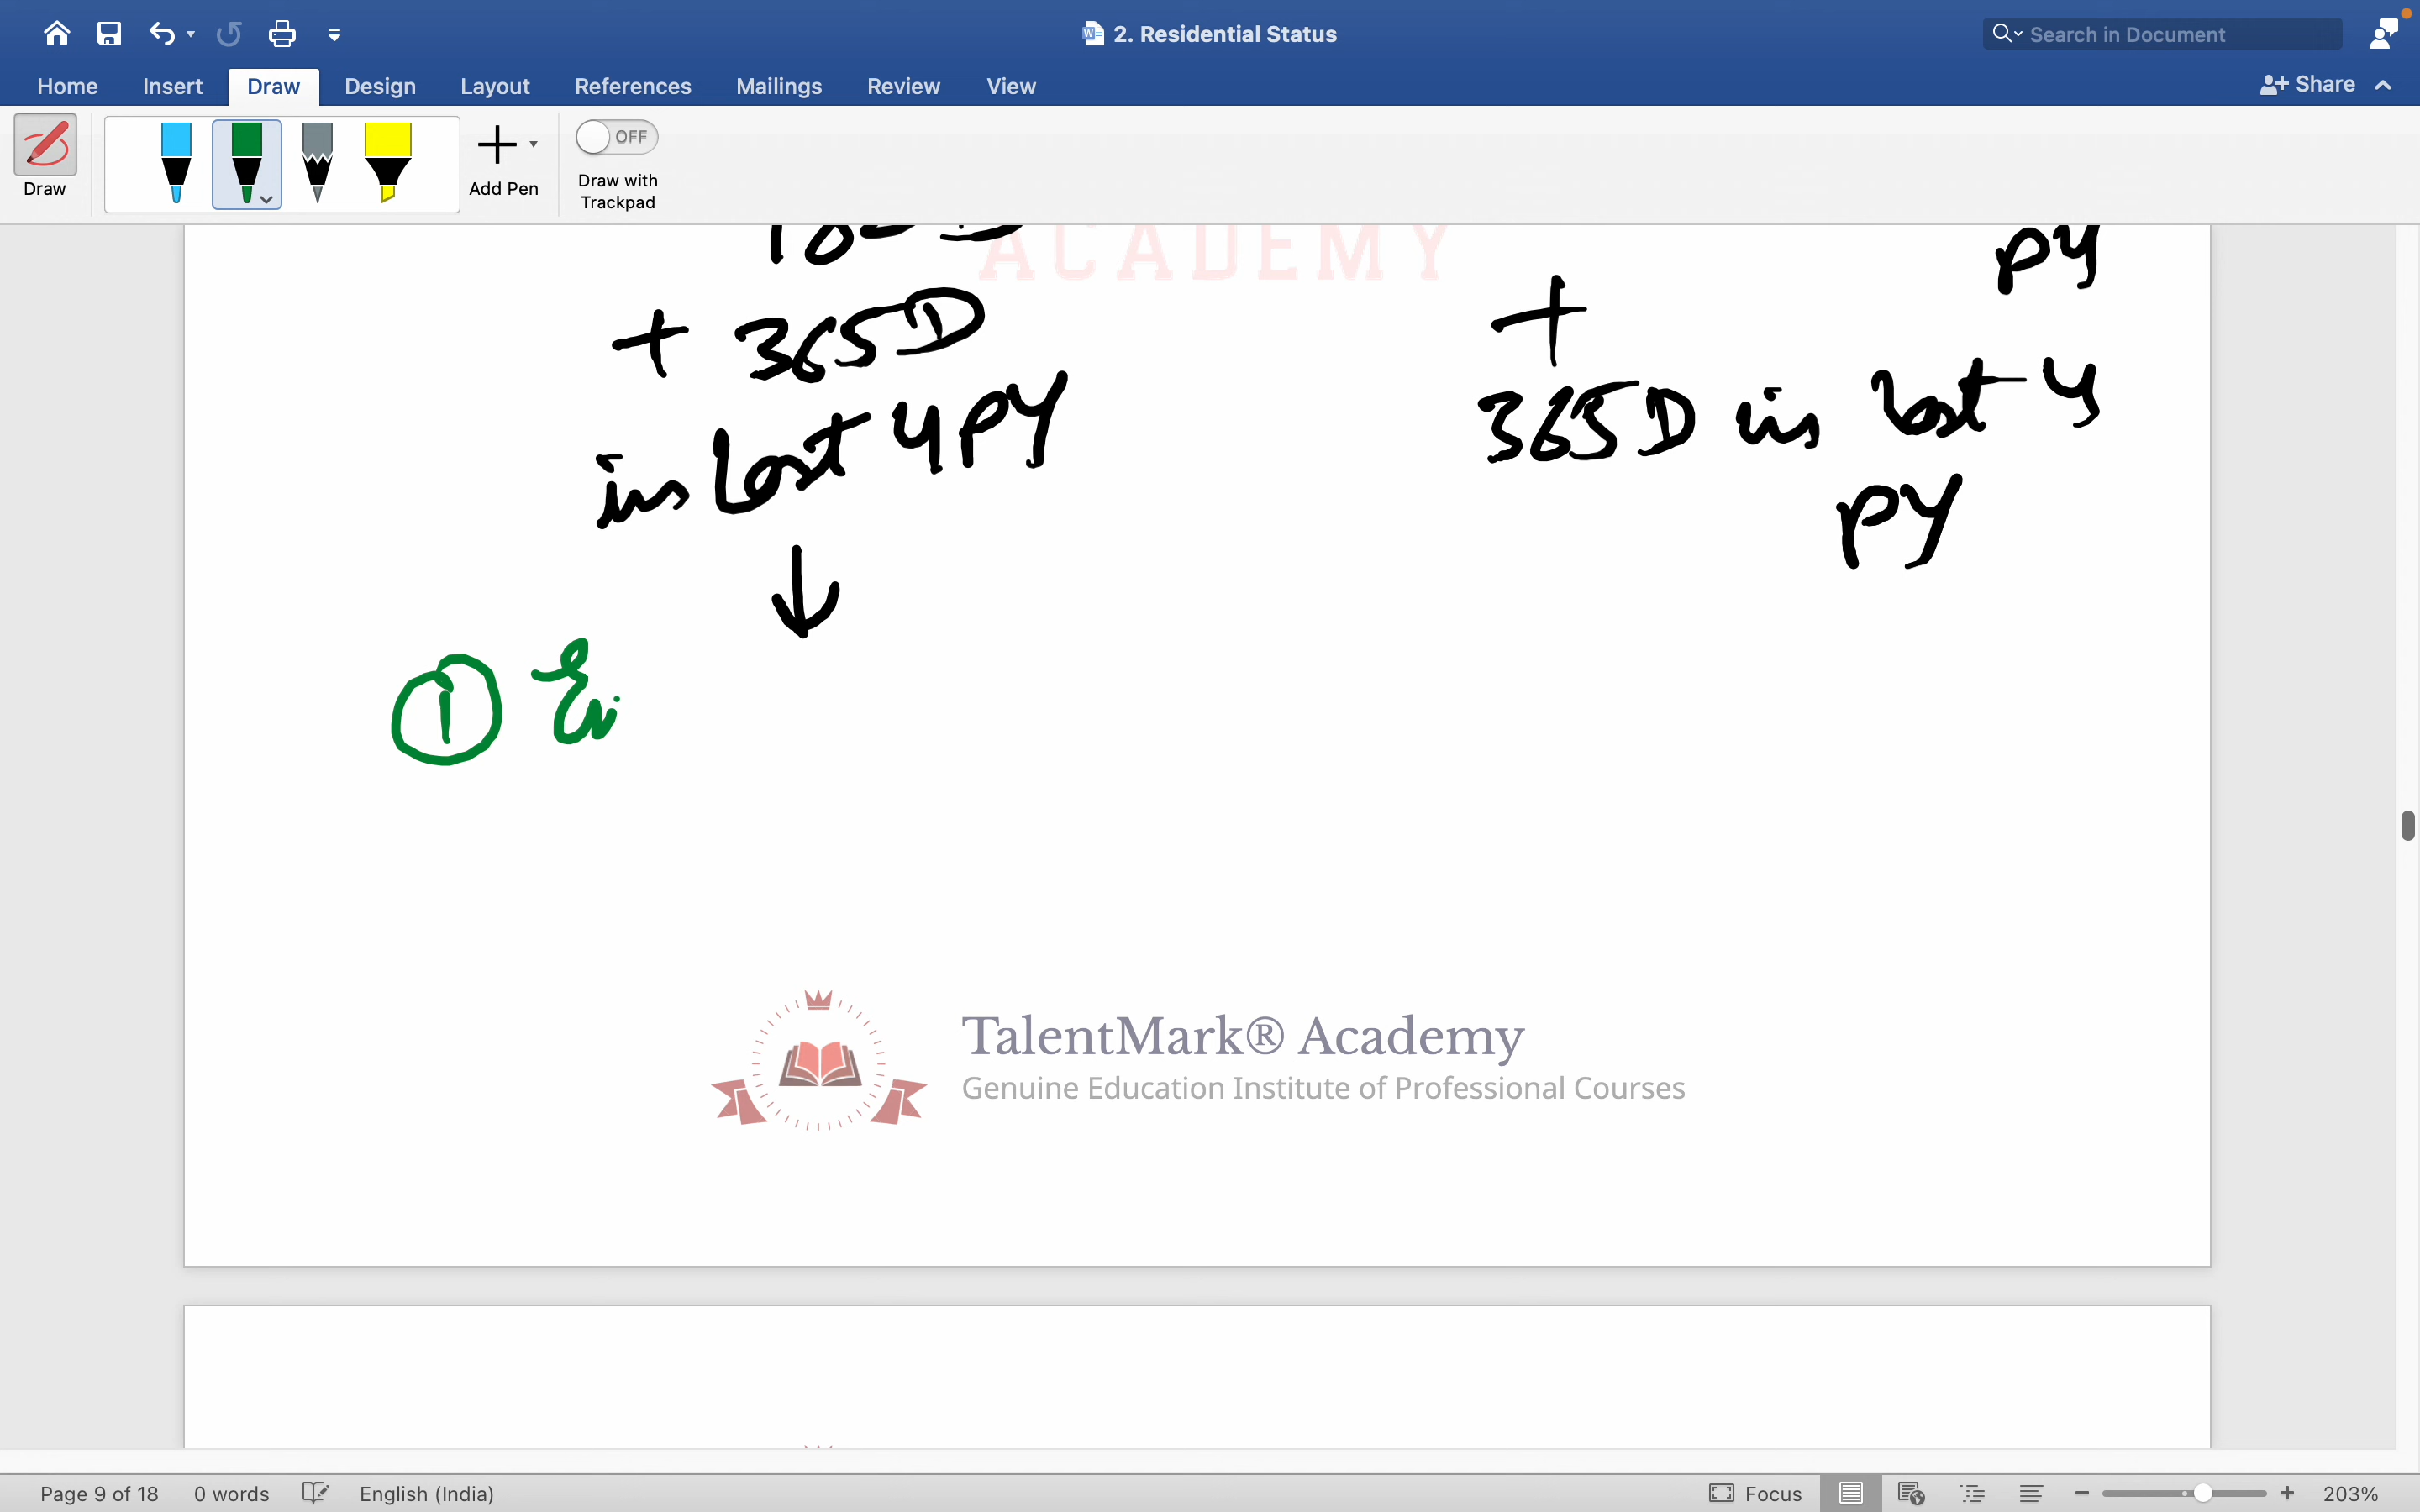 2. Residential Status
Search in Document
Home Insert Draw Design Layout References Mailings Review View
Share
Draw
Add Pen
OFF
Draw with
Trackpad
ACADEMY
py
+ 365D
+
in last 4 PY
365D in last 4
PY
①
TalentMark® Academy
Genuine Education Institute of Professional Courses
Page 9 of 18 0 words English (India)
Focus
203%